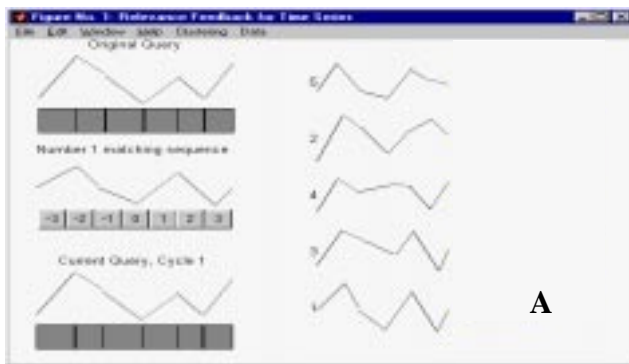 Figure No. 1: Relevance Feedback for Time Series
File Edit Window Help Clustering Data
Original Query
Number 1 matching sequence
-3 -2 -1 0 1 2 3
Current Query, Cycle 1
5
2
4
3
1
A